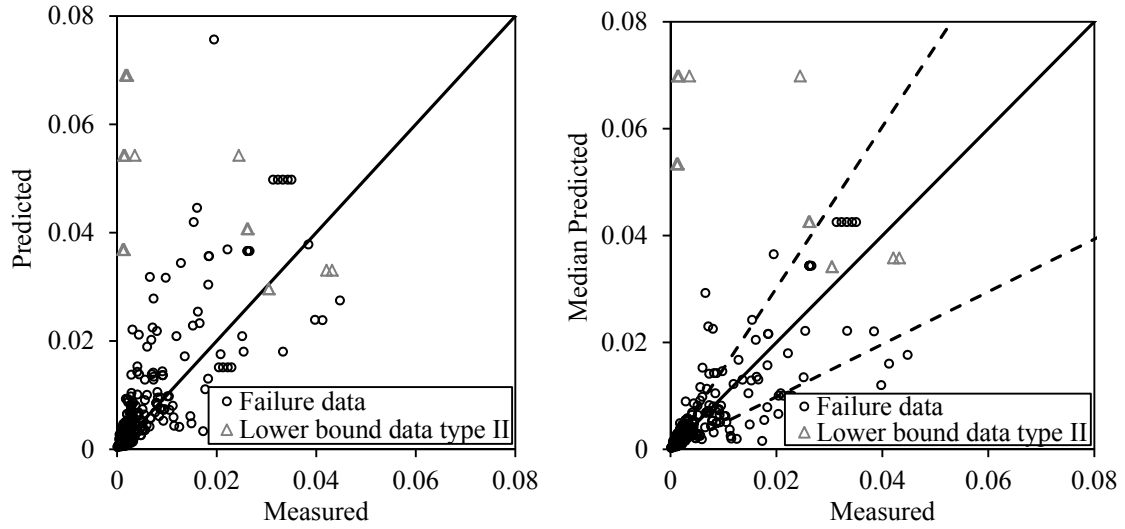 0.08
0.06
0.04
0.02
0
Predicted
0 0.02 0.04 0.06 0.08
Measured
Failure data
Lower bound data type II
0.08
0.06
0.04
0.02
0
Median Predicted
0 0.02 0.04 0.06 0.08
Measured
Failure data
Lower bound data type II